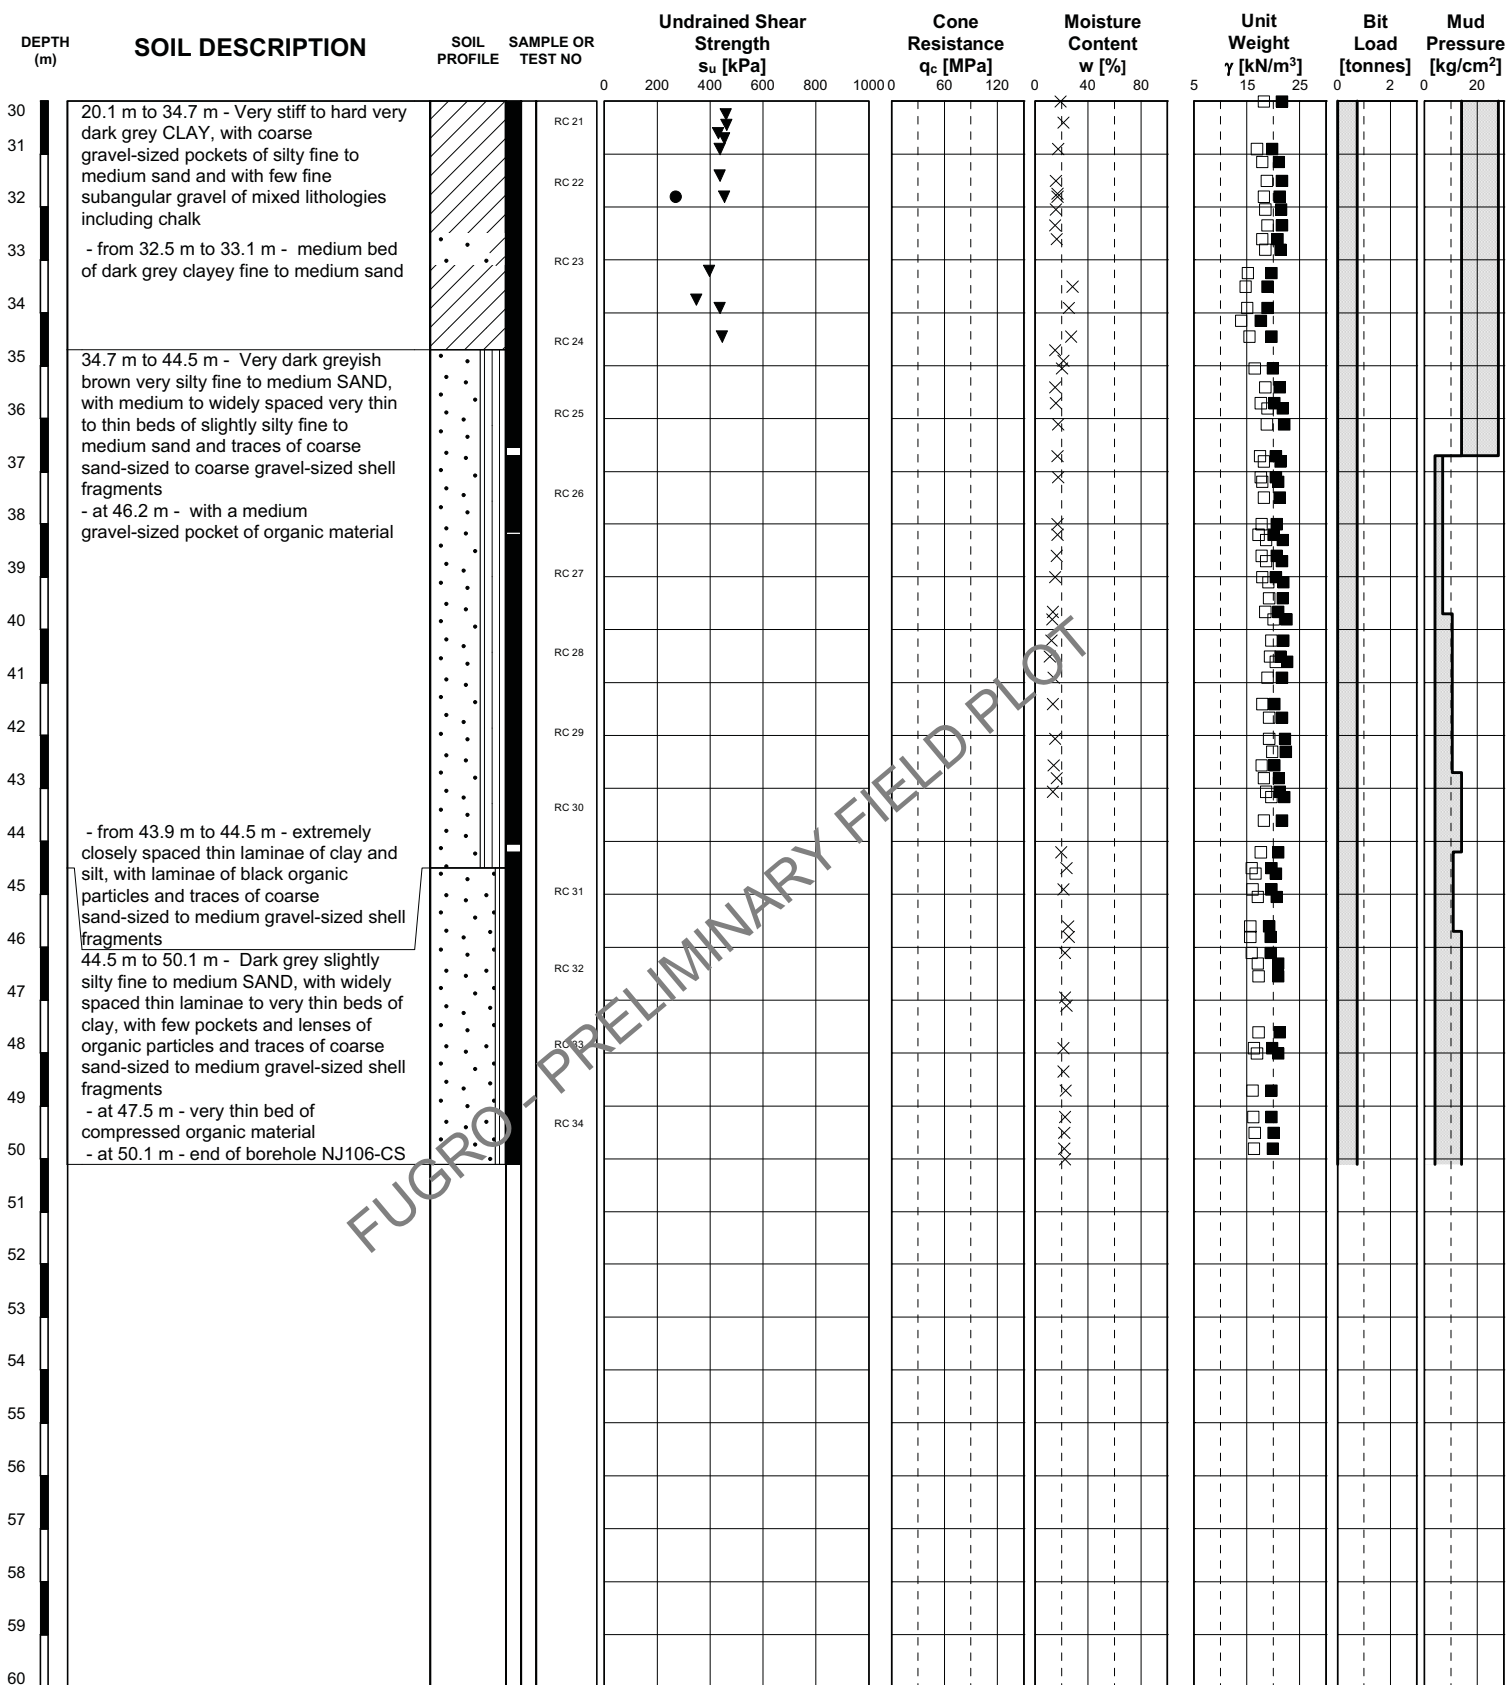 DEPTH
(m)
SOIL DESCRIPTION
SOIL
PROFILE
SAMPLE OR
TEST NO
Undrained Shear
Strength
su [kPa]
Cone
Resistance
qc [MPa]
Moisture
Content
w [%]
Unit
Weight
γ [kN/m³]
Bit
Load
[tonnes]
Mud
Pressure
[kg/cm²]
0 200 400 600 800 1000
0 60 120
0 40 80
5 15 25
0 2
0 20
30
31
32
33
34
35
36
37
38
39
40
41
42
43
44
45
46
47
48
49
50
51
52
53
54
55
56
57
58
59
60
20.1 m to 34.7 m - Very stiff to hard very
dark grey CLAY, with coarse
gravel-sized pockets of silty fine to
medium sand and with few fine
subangular gravel of mixed lithologies
including chalk
- from 32.5 m to 33.1 m - medium bed
of dark grey clayey fine to medium sand
34.7 m to 44.5 m - Very dark greyish
brown very silty fine to medium SAND,
with medium to widely spaced very thin
to thin beds of slightly silty fine to
medium sand and traces of coarse
sand-sized to coarse gravel-sized shell
fragments
- at 46.2 m - with a medium
gravel-sized pocket of organic material
- from 43.9 m to 44.5 m - extremely
closely spaced thin laminae of clay and
silt, with laminae of black organic
particles and traces of coarse
sand-sized to medium gravel-sized shell
fragments
44.5 m to 50.1 m - Dark grey slightly
silty fine to medium SAND, with widely
spaced thin laminae to very thin beds of
clay, with few pockets and lenses of
organic particles and traces of coarse
sand-sized to medium gravel-sized shell
fragments
- at 47.5 m - very thin bed of
compressed organic material
- at 50.1 m - end of borehole NJ106-CS
RC 21
RC 22
RC 23
RC 24
RC 25
RC 26
RC 27
RC 28
RC 29
RC 30
RC 31
RC 32
RC 33
RC 34
FUGRO - PRELIMINARY FIELD PLOT